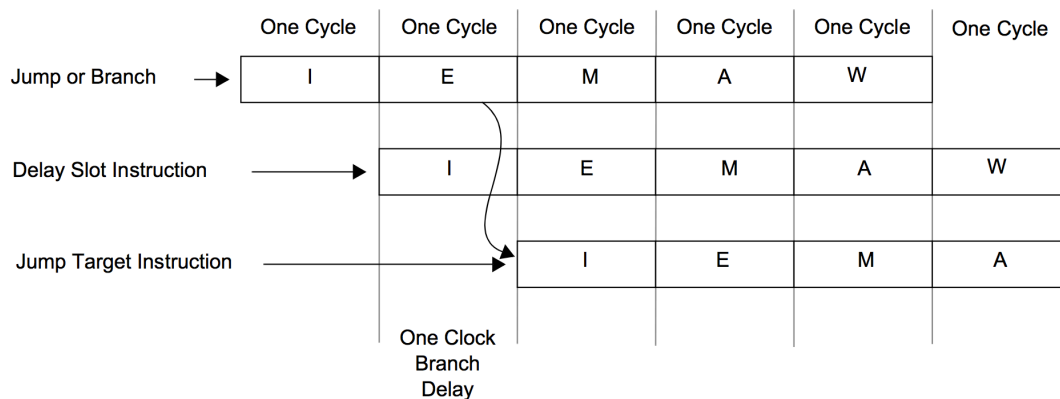 One Cycle One Cycle One Cycle One Cycle One Cycle One Cycle
Jump or Branch I E M A W
Delay Slot Instruction I E M A W
Jump Target Instruction I E M A
One Clock
Branch
Delay